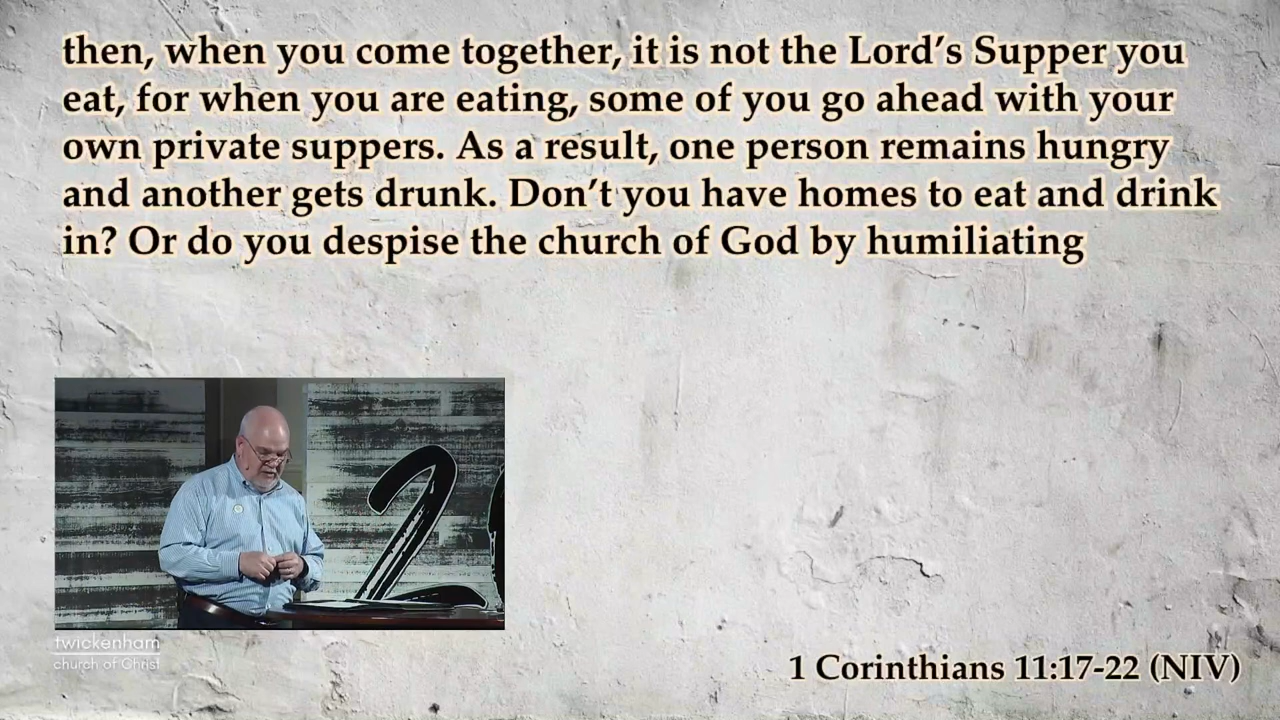 then, when you come together, it is not the Lord’s Supper you
eat, for when you are eating, some of you go ahead with your
own private suppers. As a result, one person remains hungry
and another gets drunk. Don’t you have homes to eat and drink
in? Or do you despise the church of God by humiliating
2
twickenham
church of Christ
1 Corinthians 11:17-22 (NIV)